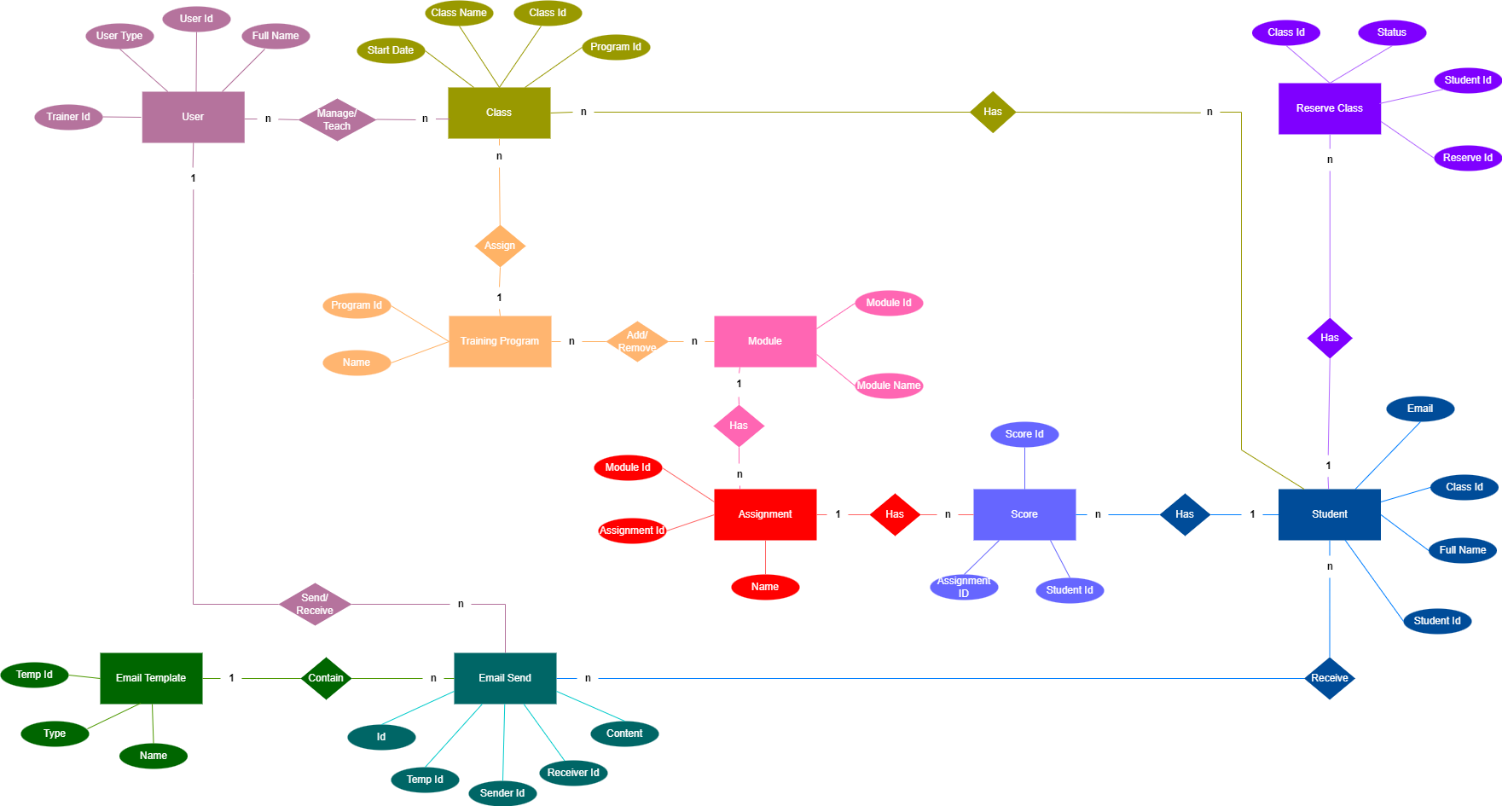 User Id
User Type
Full Name
Trainer Id
User
n
Manage/
Teach
n
Class Name
Class Id
Start Date
Program Id
Class
n
Has
n
Class Id
Status
Student Id
Reserve Class
Reserve Id
n
1
n
Assign
1
Program Id
Name
Training Program
n
Add/
Remove
n
Module
Module Id
Module Name
1
Has
n
Has
1
Module Id
Assignment Id
Assignment
Name
1
Has
n
Score Id
Score
Assignment
ID
Student Id
n
Has
1
Email
Class Id
Student
Full Name
Student Id
n
Send/
Receive
n
Temp Id
Email Template
Type
Name
1
Contain
n
Email Send
n
Receive
Id
Temp Id
Sender Id
Receiver Id
Content